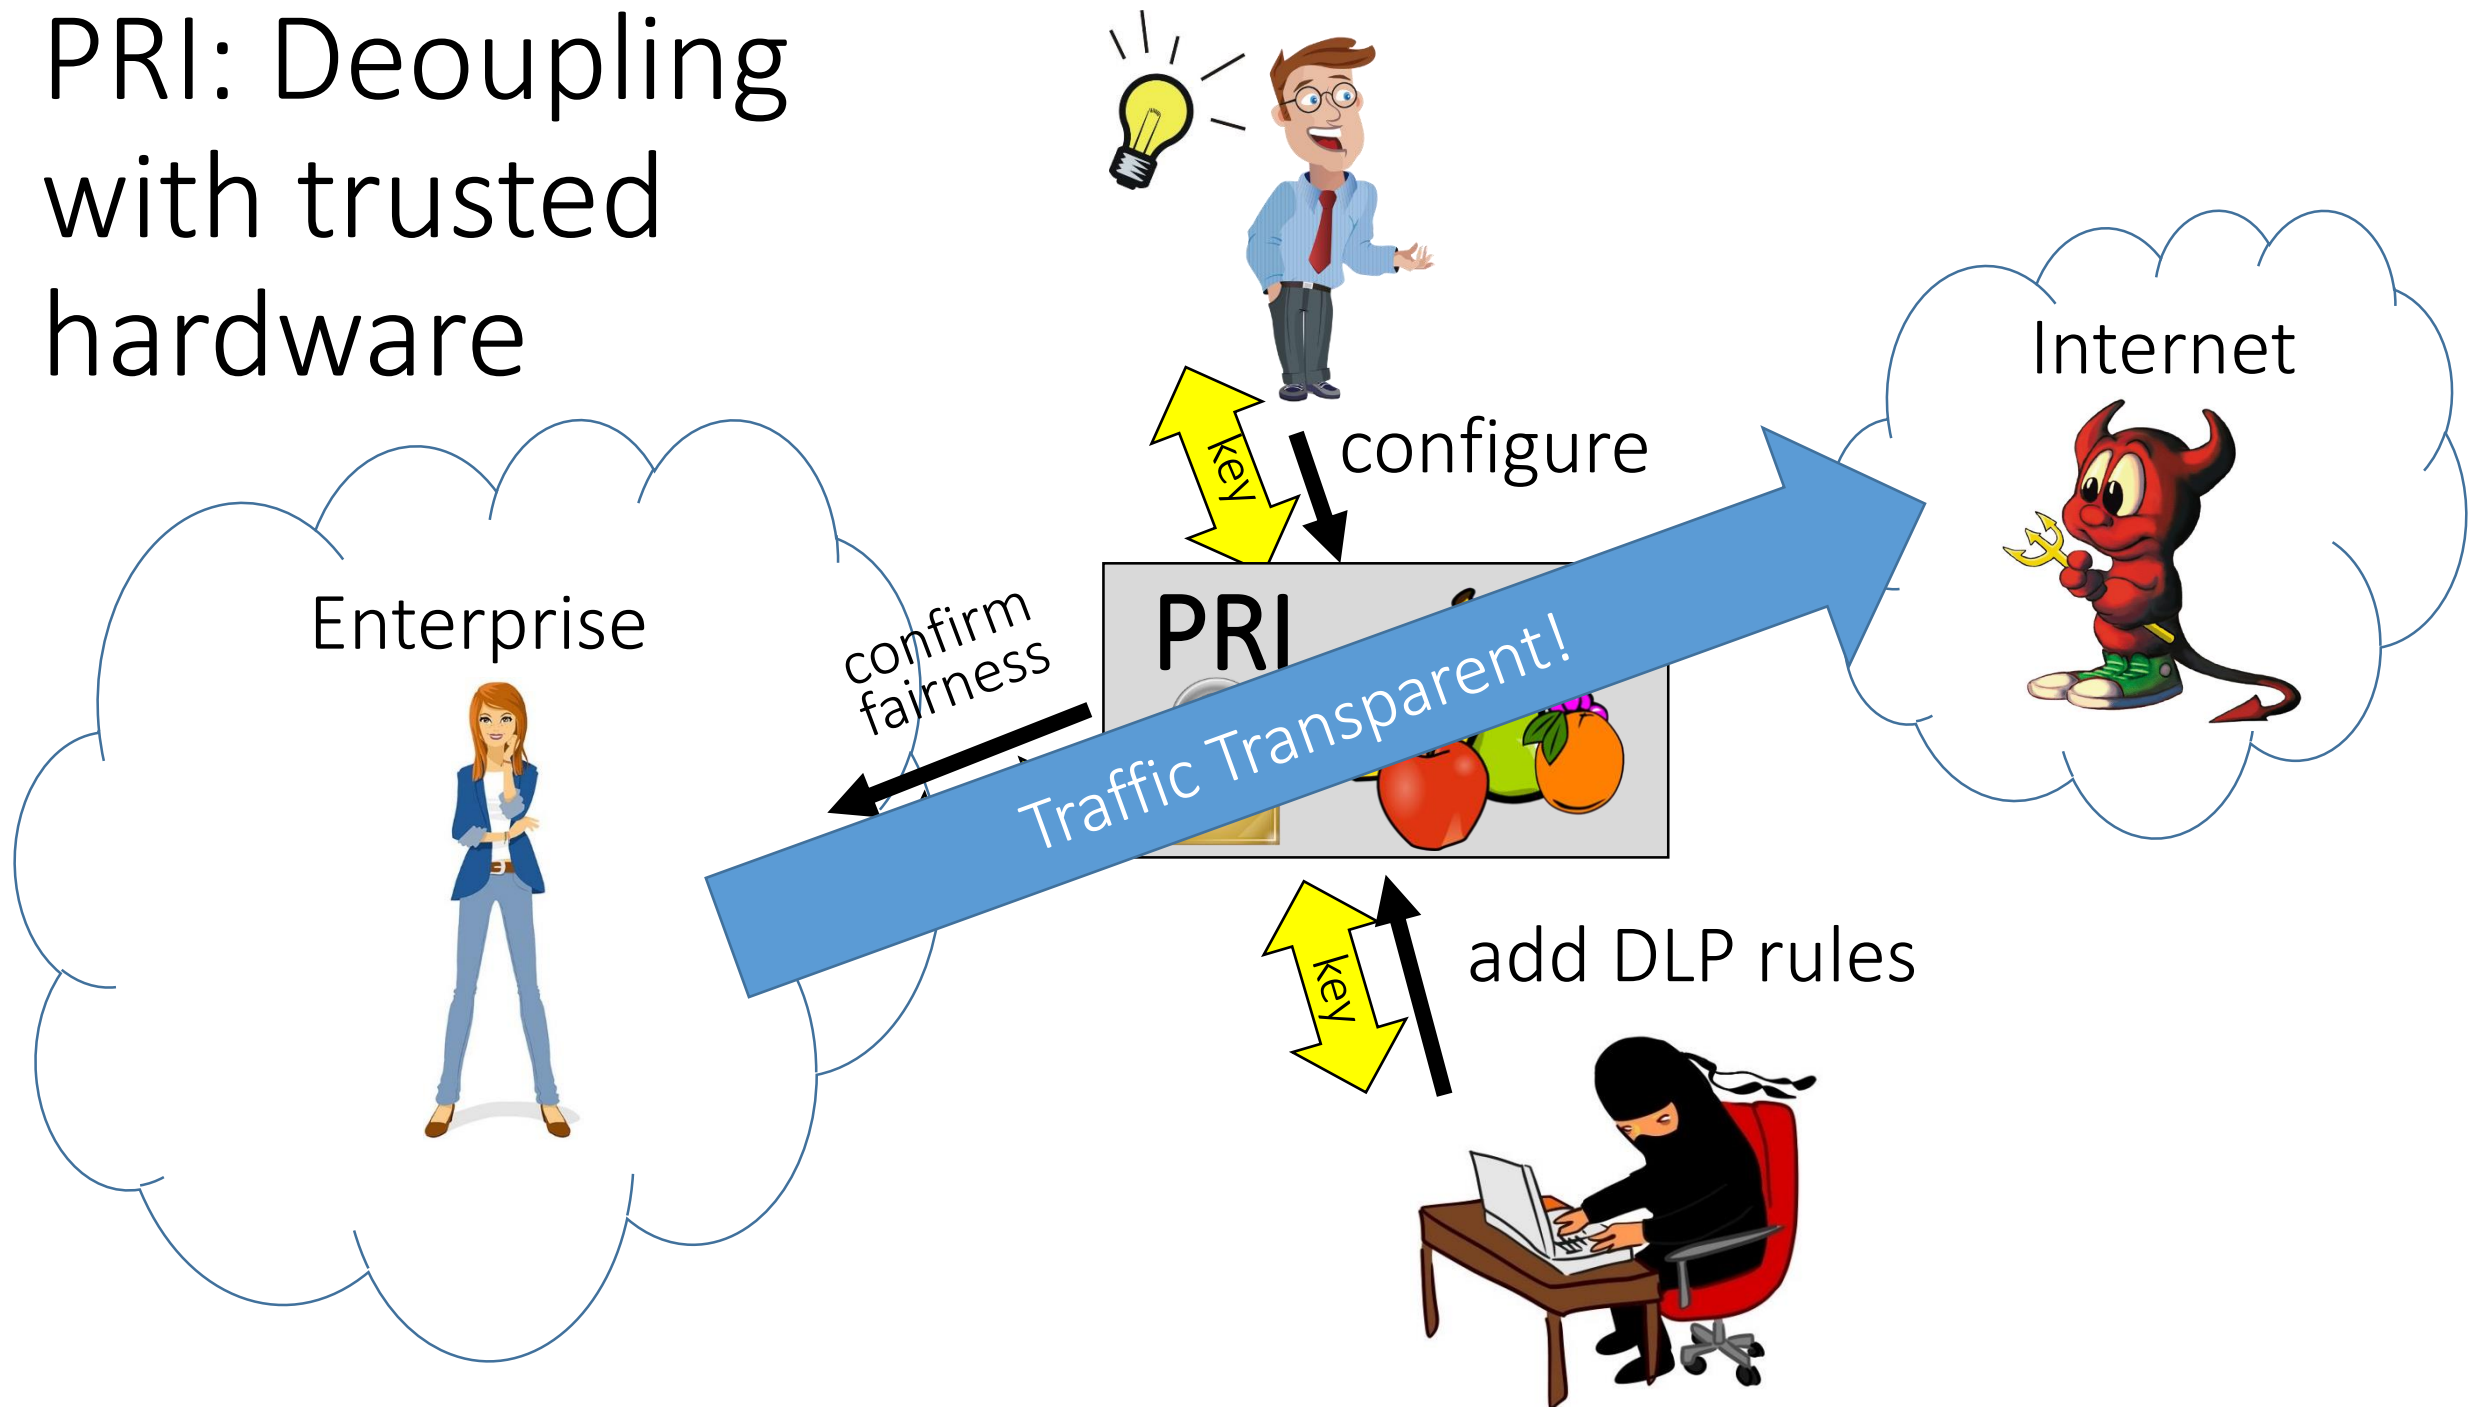 PRI: Deoupling
with trusted
hardware
Internet
configure
key
Enterprise
confirm
fairness
PRI
Traffic Transparent!
key
add DLP rules